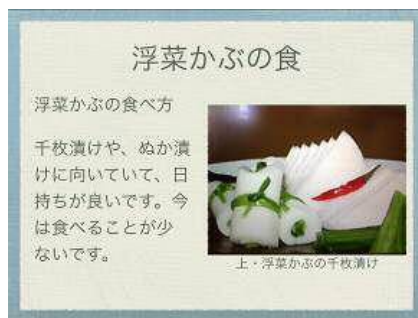 浮菜かぶの食
浮菜かぶの食べ方
千枚漬けや、ぬか漬
けに向いていて、日
持ちが良いです。今
は食べることが少
ないです。
上・浮菜かぶの千枚漬け